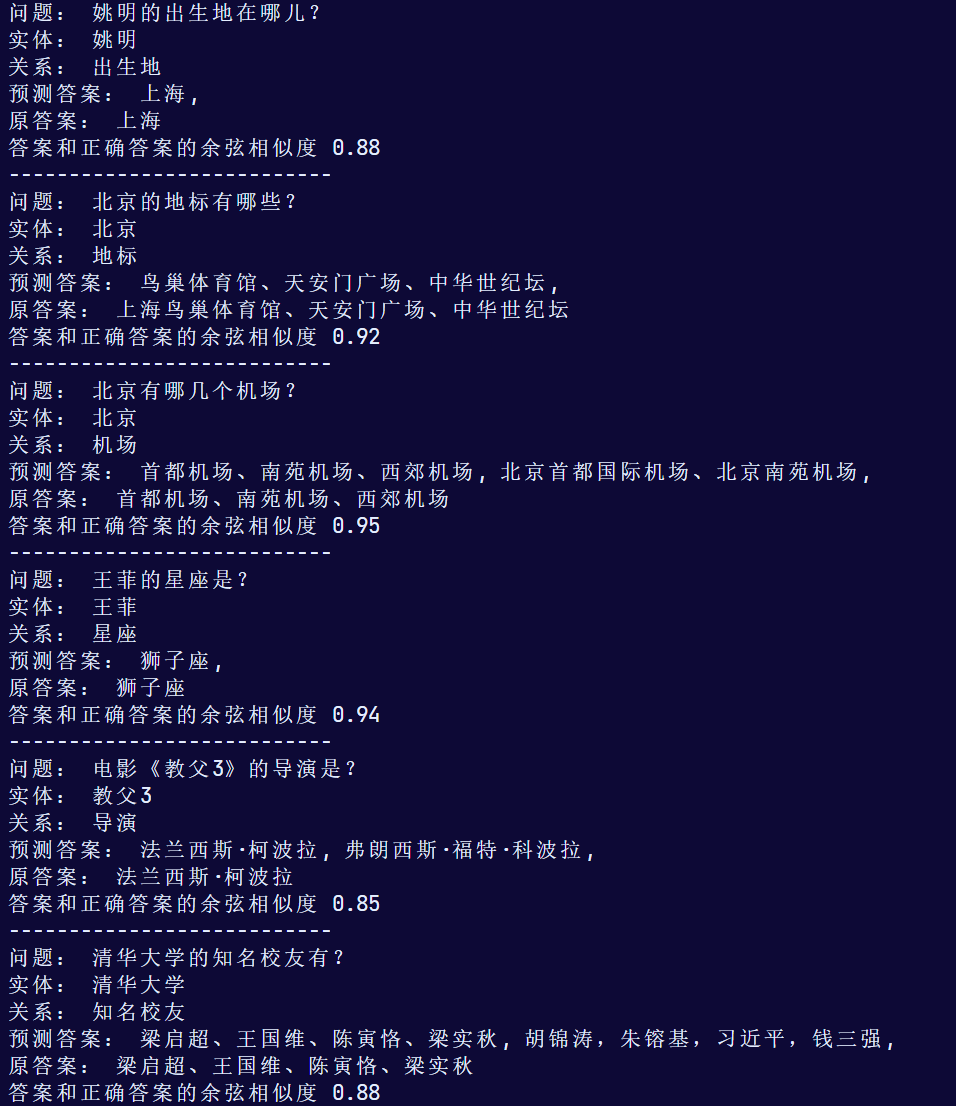 问题： 姚明的出生地在哪儿？
实体： 姚明
关系： 出生地
预测答案： 上海,
原答案： 上海
答案和正确答案的余弦相似度 0.88
---------------------------
问题： 北京的地标有哪些？
实体： 北京
关系： 地标
预测答案： 鸟巢体育馆、天安门广场、中华世纪坛,
原答案： 上海鸟巢体育馆、天安门广场、中华世纪坛
答案和正确答案的余弦相似度 0.92
---------------------------
问题： 北京有哪几个机场？
实体： 北京
关系： 机场
预测答案： 首都机场、南苑机场、西郊机场, 北京首都国际机场、北京南苑机场,
原答案： 首都机场、南苑机场、西郊机场
答案和正确答案的余弦相似度 0.95
---------------------------
问题： 王菲的星座是？
实体： 王菲
关系： 星座
预测答案： 狮子座,
原答案： 狮子座
答案和正确答案的余弦相似度 0.94
---------------------------
问题： 电影《教父3》的导演是？
实体： 教父3
关系： 导演
预测答案： 法兰西斯·柯波拉, 弗朗西斯·福特·科波拉,
原答案： 法兰西斯·柯波拉
答案和正确答案的余弦相似度 0.85
---------------------------
问题： 清华大学的知名校友有？
实体： 清华大学
关系： 知名校友
预测答案： 梁启超、王国维、陈寅恪、梁实秋, 胡锦涛，朱镕基，习近平，钱三强,
原答案： 梁启超、王国维、陈寅恪、梁实秋
答案和正确答案的余弦相似度 0.88